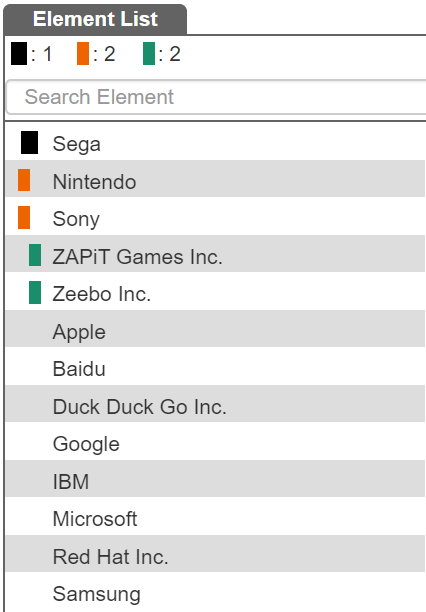 Element List
: 1 : 2 : 2
Search Element
Sega
Nintendo
Sony
ZAPiT Games Inc.
Zeebo Inc.
Apple
Baidu
Duck Duck Go Inc.
Google
IBM
Microsoft
Red Hat Inc.
Samsung